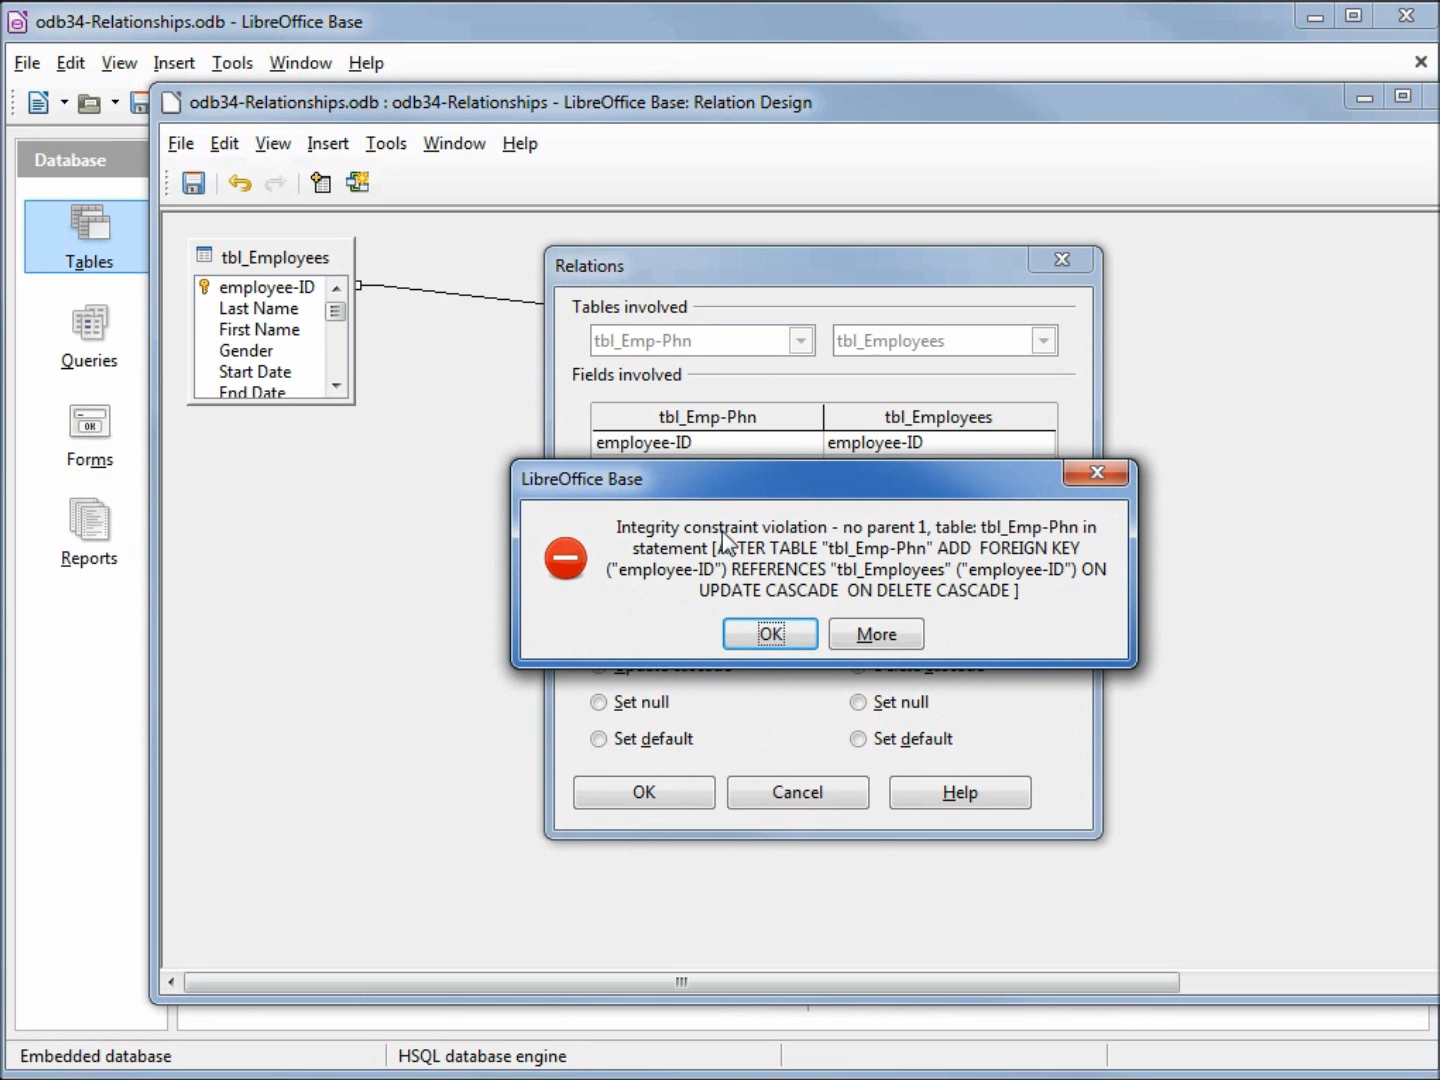 odb34-Relationships.odb - LibreOffice Base
File Edit View Insert Tools Window Help
odb34-Relationships.odb : odb34-Relationships - LibreOffice Base: Relation Design
File Edit View Insert Tools Window Help
Database
Tables
Queries
OK
Forms
Reports
tbl_Employees
employee-ID
Last Name
First Name
Gender
Start Date
End Date
Relations
Tables involved
tbl_Emp-Phn tbl_Employees
Fields involved
tbl_Emp-Phn tbl_Employees
employee-ID employee-ID
LibreOffice Base
Integrity constraint violation - no parent 1, table: tbl_Emp-Phn in
statement [ALTER TABLE "tbl_Emp-Phn" ADD FOREIGN KEY
("employee-ID") REFERENCES "tbl_Employees" ("employee-ID") ON
UPDATE CASCADE ON DELETE CASCADE ]
OK More
Set null Set null
Set default Set default
OK Cancel Help
Embedded database HSQL database engine